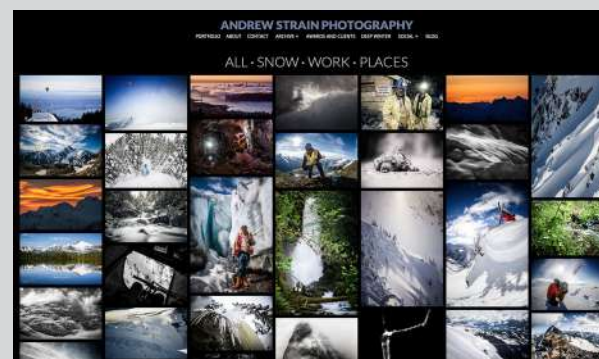 ANDREW STRAIN PHOTOGRAPHY
PORTFOLIO ABOUT CONTACT ARCHIVE AWARDS AND CLIENTS DEEP WINTER SOCIAL BLOG
ALL • SNOW • WORK • PLACES